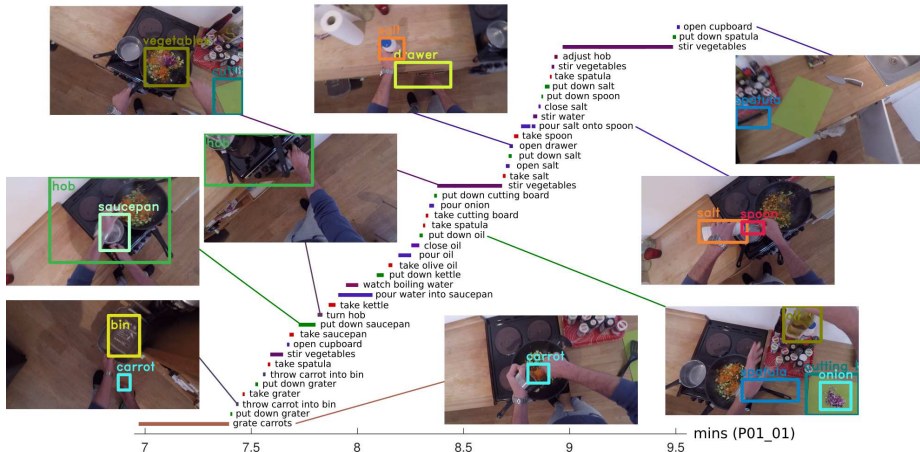 open cupboard
put down spatula
stir vegetables
adjust hob
stir vegetables
take spatula
put down salt
put down spoon
close salt
stir water
pour salt onto spoon
take spoon
open drawer
put down salt
open salt
take salt
stir vegetables
put down cutting board
pour onion
take cutting board
take spatula
put down oil
close oil
pour oil
take olive oil
put down kettle
watch boiling water
pour water into saucepan
take kettle
turn hob
put down saucepan
take saucepan
open cupboard
stir vegetables
take spatula
throw carrot into bin
put down grater
take grater
throw carrot into bin
put down grater
grate carrots
vegetables
salt
drawer
spatula
hob
hob
saucepan
salt
spoon
bin
carrot
carrot
spatula
onion
7
7.5
8
8.5
9
9.5
mins (P01_01)